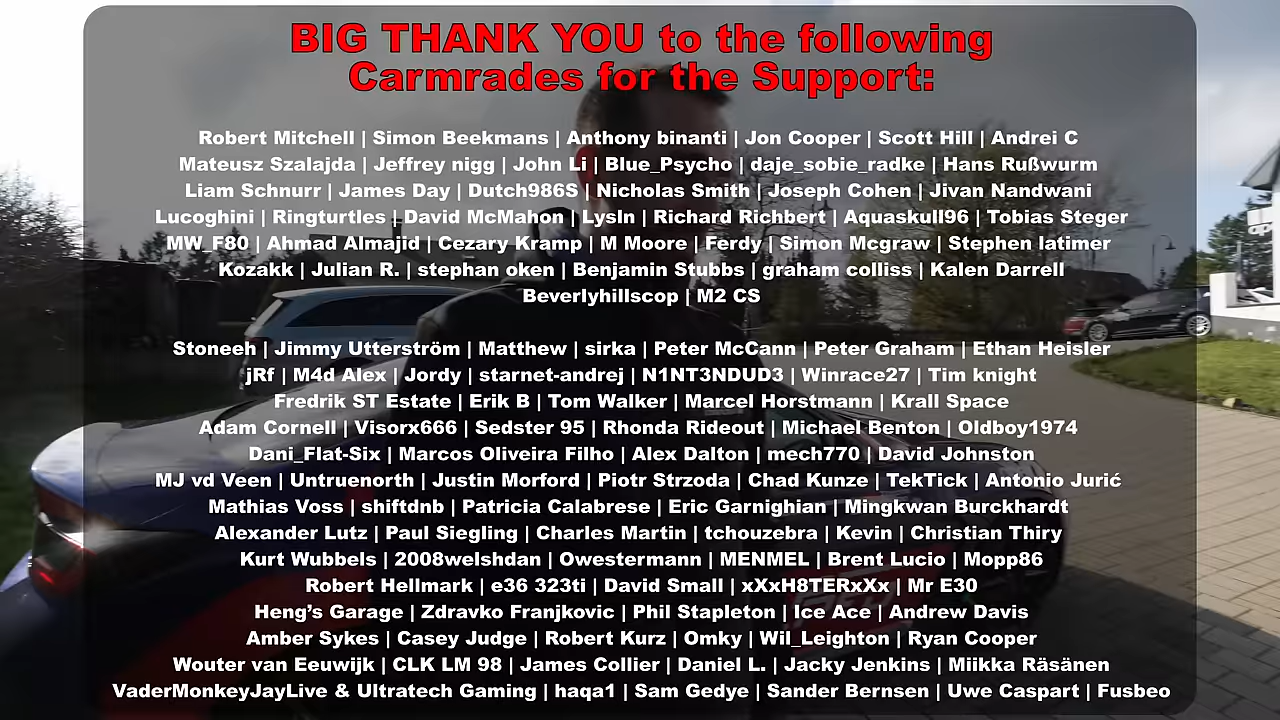 BIG THANK YOU to the following
Carmrades for the Support:
Robert Mitchell | Simon Beekmans | Anthony binanti | Jon Cooper | Scott Hill | Andrei C
Mateusz Szalajda | Jeffrey nigg | John Li | Blue_Psycho | daje_sobie_radke | Hans Rußwurm
Liam Schnurr | James Day | Dutch986S | Nicholas Smith | Joseph Cohen | Jivan Nandwani
Lucoghini | Ringturtles | David McMahon | Lysln | Richard Richbert | Aquaskull96 | Tobias Steger
MW_F80 | Ahmad Almajid | Cezary Kramp | M Moore | Ferdy | Simon Mcgraw | Stephen latimer
Kozakk | Julian R. | stephan oken | Benjamin Stubbs | graham colliss | Kalen Darrell
Beverlyhillscop | M2 CS
Stoneeh | Jimmy Utterström | Matthew | sirka | Peter McCann | Peter Graham | Ethan Heisler
jRf | M4d Alex | Jordy | starnet-andrej | N1NT3NDUD3 | Winrace27 | Tim knight
Fredrik ST Estate | Erik B | Tom Walker | Marcel Horstmann | Krall Space
Adam Cornell | Visorx666 | Sedster 95 | Rhonda Rideout | Michael Benton | Oldboy1974
Dani_Flat-Six | Marcos Oliveira Filho | Alex Dalton | mech770 | David Johnston
MJ vd Veen | Untruenorth | Justin Morford | Piotr Strzoda | Chad Kunze | TekTick | Antonio Jurić
Mathias Voss | shiftdnb | Patricia Calabrese | Eric Garnighian | Mingkwan Burckhardt
Alexander Lutz | Paul Siegling | Charles Martin | tchouzebra | Kevin | Christian Thiry
Kurt Wubbels | 2008welshdan | Owestermann | MENMEL | Brent Lucio | Mopp86
Robert Hellmark | e36 323ti | David Small | xXxH8TERxXx | Mr E30
Heng’s Garage | Zdravko Franjkovic | Phil Stapleton | Ice Ace | Andrew Davis
Amber Sykes | Casey Judge | Robert Kurz | Omky | Wil_Leighton | Ryan Cooper
Wouter van Eeuwijk | CLK LM 98 | James Collier | Daniel L. | Jacky Jenkins | Miikka Räsänen
VaderMonkeyJayLive & Ultratech Gaming | haqa1 | Sam Gedye | Sander Bernsen | Uwe Caspart | Fusbeo